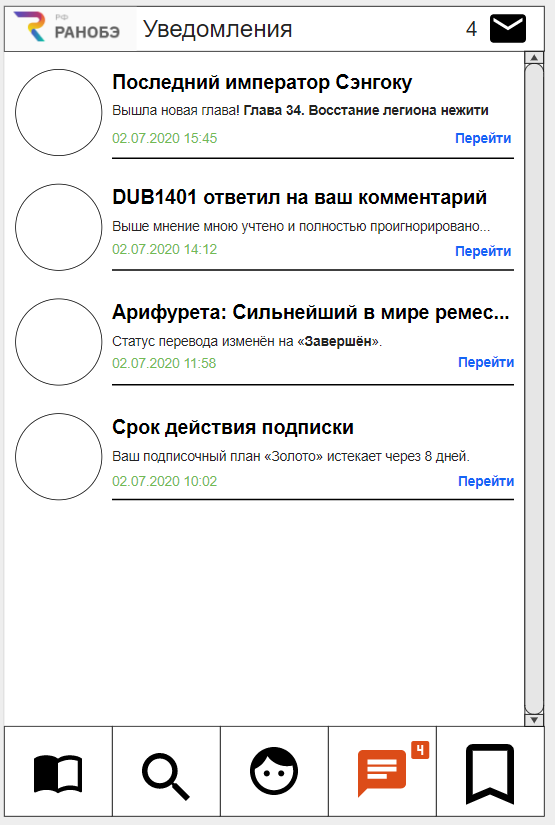 РФ
РАНОБЭ
Уведомления
4
Последний император Сэнгоку
Вышла новая глава! Глава 34. Восстание легиона нежити
02.07.2020 15:45
Перейти
DUB1401 ответил на ваш комментарий
Выше мнение мною учтено и полностью проигнорировано...
02.07.2020 14:12
Перейти
Арифурета: Сильнейший в мире ремес...
Статус перевода изменён на «Завершён».
02.07.2020 11:58
Перейти
Срок действия подписки
Ваш подписочный план «Золото» истекает через 8 дней.
02.07.2020 10:02
Перейти
4